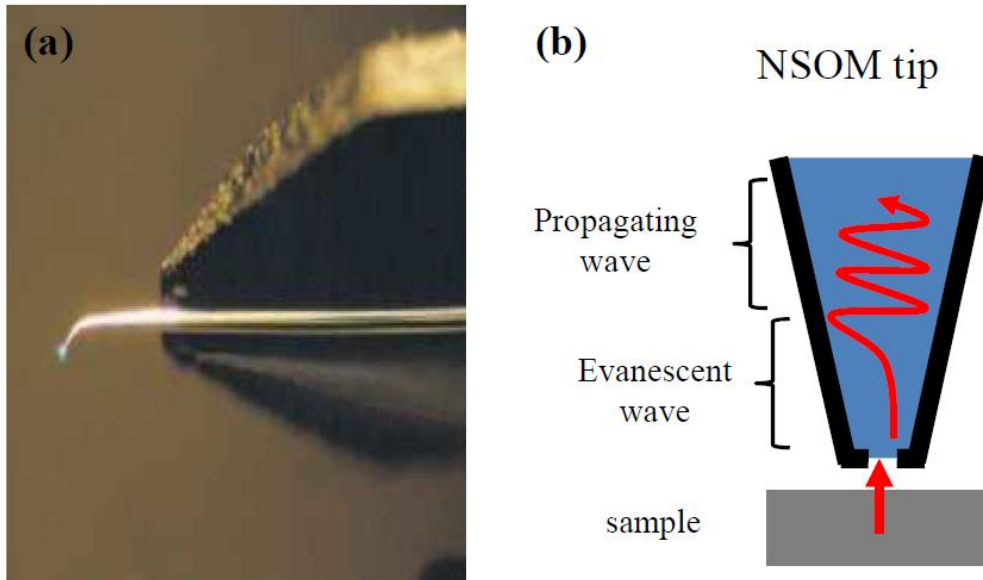 (a)
(b)
NSOM tip
Propagating
wave
Evanescent
wave
sample